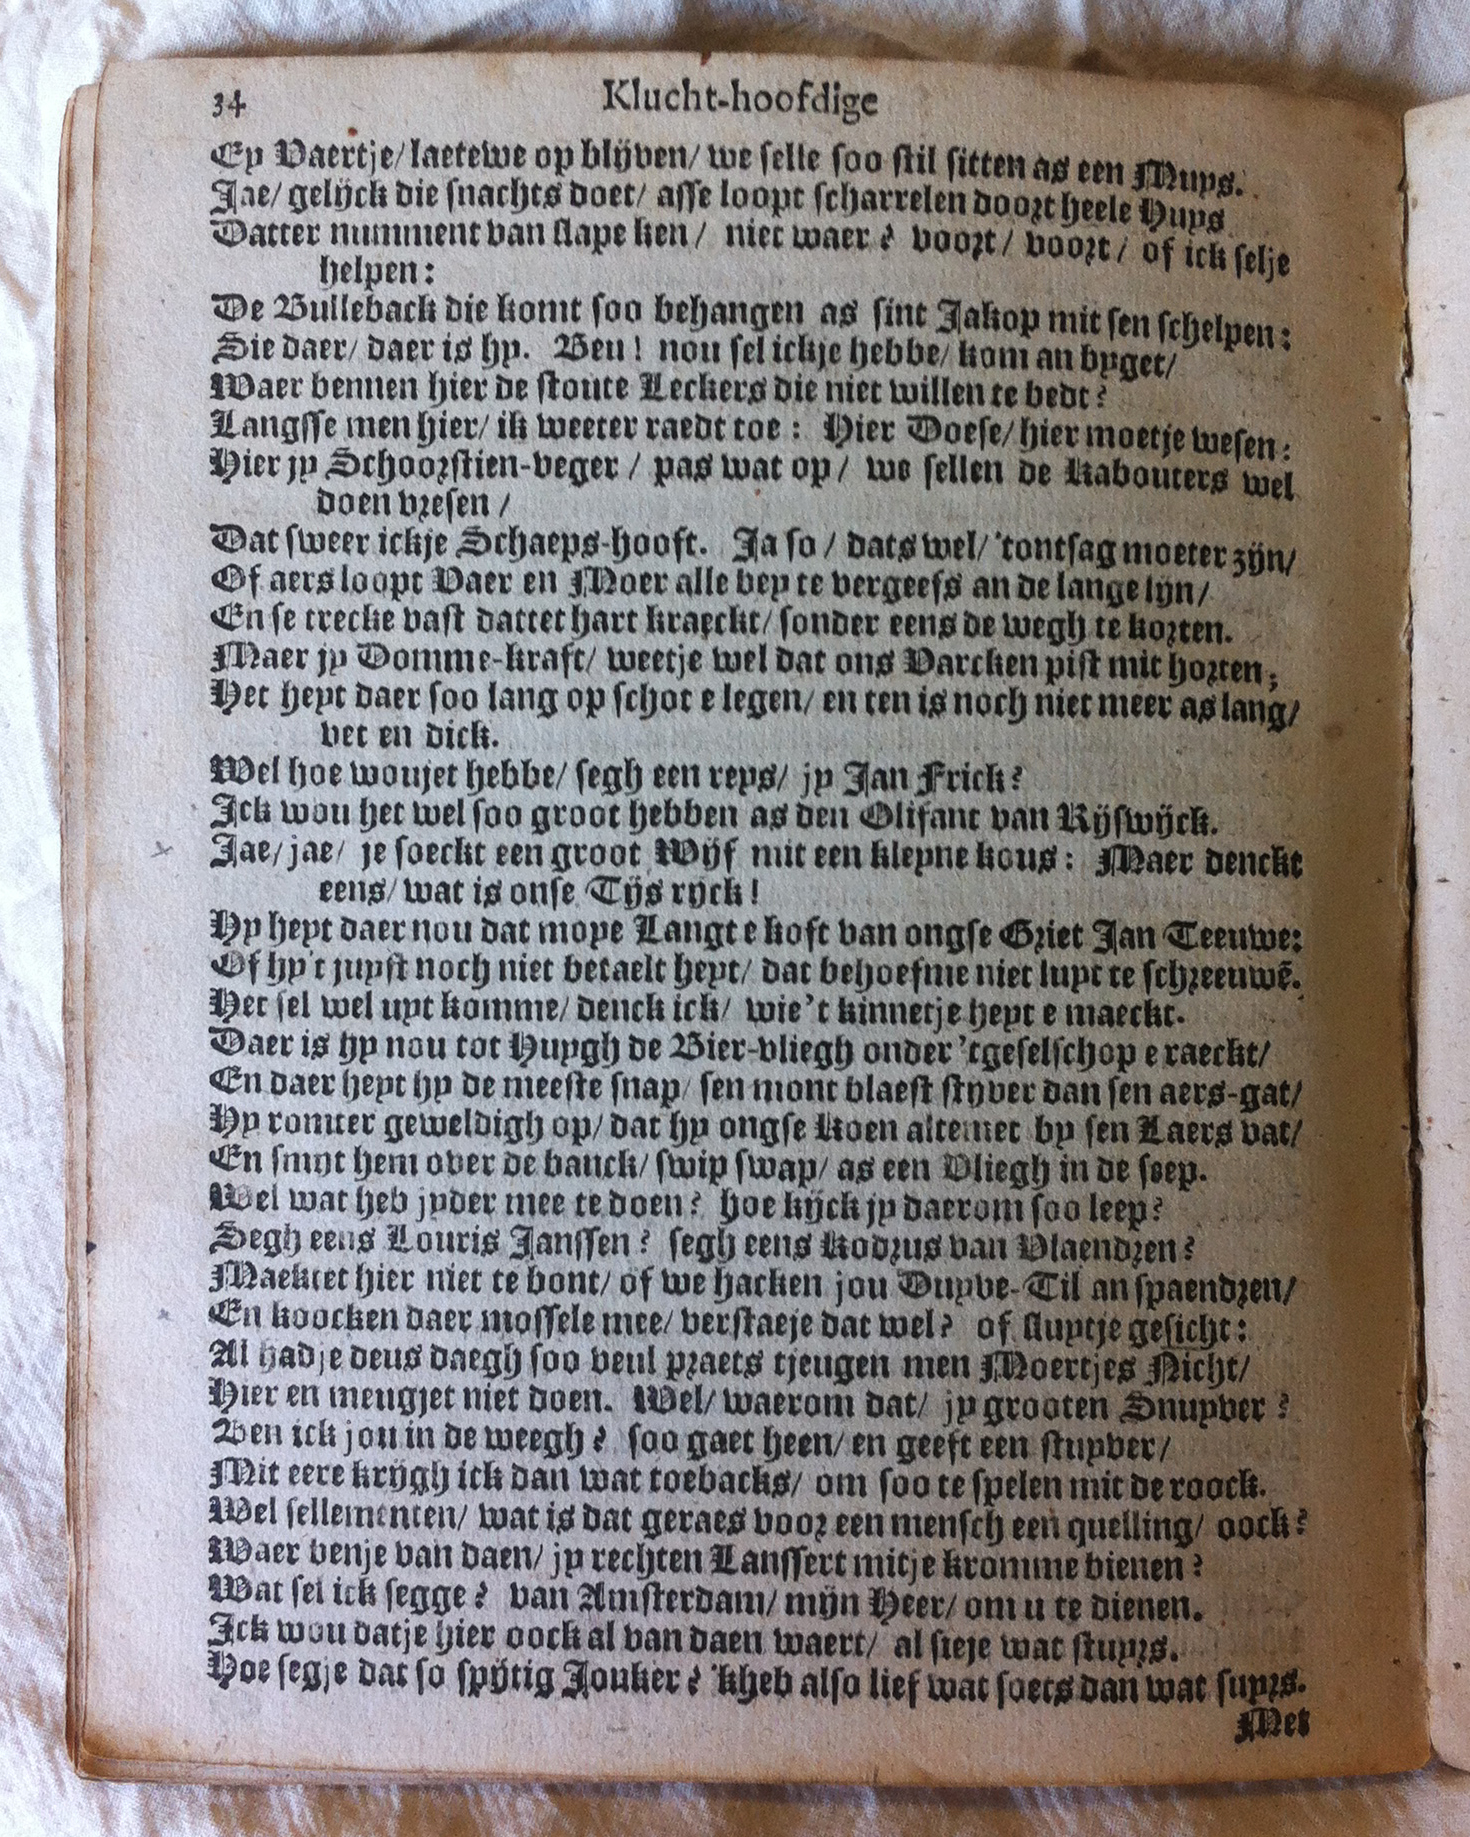 34 Klucht-hoofdige
Ey Vaertje/ laetewe op blijven/ we selle soo stil sitten as een Muys.
Jae/ gelijck die snachts doet/ asse loopt scharrelen doort heele Huys
Datter numment van slape ken/ niet waer? voort/ voort/ of ick selje
helpen:
De Bulleback die komt soo behangen as sint Jakop mit sen schelpen:
Sie daer/ daer is hy. Beu! nou sel ickje hebbe/ kom an byget/
Waer bennen hier de stoute Leckers die niet willen te bedt?
Langsse men hier/ ik weeter raedt toe: Hier Doese/ hier moetje wesen:
Hier jy Schoorstien-veger/ pas wat op/ we sellen de Kabouters wel
doen vresen/
Dat sweer ickje Schaeps-hooft. Ja so/ dats wel/ 'tontsag moeter zijn/
Of aers loopt Vaer en Moer alle bey te vergeefs an de lange lyn/
En se trecke vast dattet hart kraeckt/ sonder eens de wegh te korten.
Maer jy Domme-kraft/ weetje wel dat ons Varcken pist mit horten;
Het heyt daer soo lang op schot e legen/ en ten is noch niet meer as lang/
vet en dick.
Wel hoe woujet hebbe/ segh een reys/ jy Jan Frick?
Ick wou het wel soo groot hebben as den Olifant van Rijswijck.
Jae/ jae/ je soeckt een groot Wijf mit een kleyne kous: Maer denckt
eens/ wat is onse Tijs ryck!
Hy heyt daer nou dat moye Langt e koft van ongse Griet Jan Teeuwe:
Of hy't juyst noch niet betaelt heyt/ dat behoefme niet luyt te schreeuwē.
Het sel wel uyt komme/ denck ick/ wie't kinnetje heyt e maeckt.
Daer is hy nou tot Huygh de Bier-vliegh onder 'tgeselschop e raeckt/
En daer heyt hy de meeste snap/ sen mont blaest styver dan sen aers-gat/
Hy romter geweldigh op/ dat hy ongse Koen altemet by sen Laers vat/
En smyt hem over de banck/ swip swap/ as een Vliegh in de soep.
Wel wat heb jyder mee te doen? hoe kijck jy daerom soo leep?
Segh eens Louris Janssen? segh eens Kodrus van Vlaendren?
Maektet hier niet te bont/ of we hacken jou Duyve-Til an spaendren/
En koocken daer mossele mee/ verstaeje dat wel? of sluytje gesicht:
Al hadje deus daegh soo veul praets tjeugen men Moertjes Nicht/
Hier en meugjet niet doen. Wel/ waerom dat/ jy grooten Snuyver?
Ben ick jou in de weegh? soo gaet heen/ en geeft een stuyver/
Mit eere krygh ick dan wat toebacks/ om soo te spelen mit de roock.
Wel sellementen/ wat is dat geraes voor een mensch een quelling/ oock?
Waer benje van daen/ jy rechten Lanssert mitje kromme bienen?
Wat sel ick segge? van Amsterdam/ mijn Heer/ om u te dienen.
Ick wou datje hier oock al van daen waert/ al sieje wat stuyrs.
Hoe segje dat so spijtig Jonker? 'kheb also lief wat soets dan wat suyrs.
Met